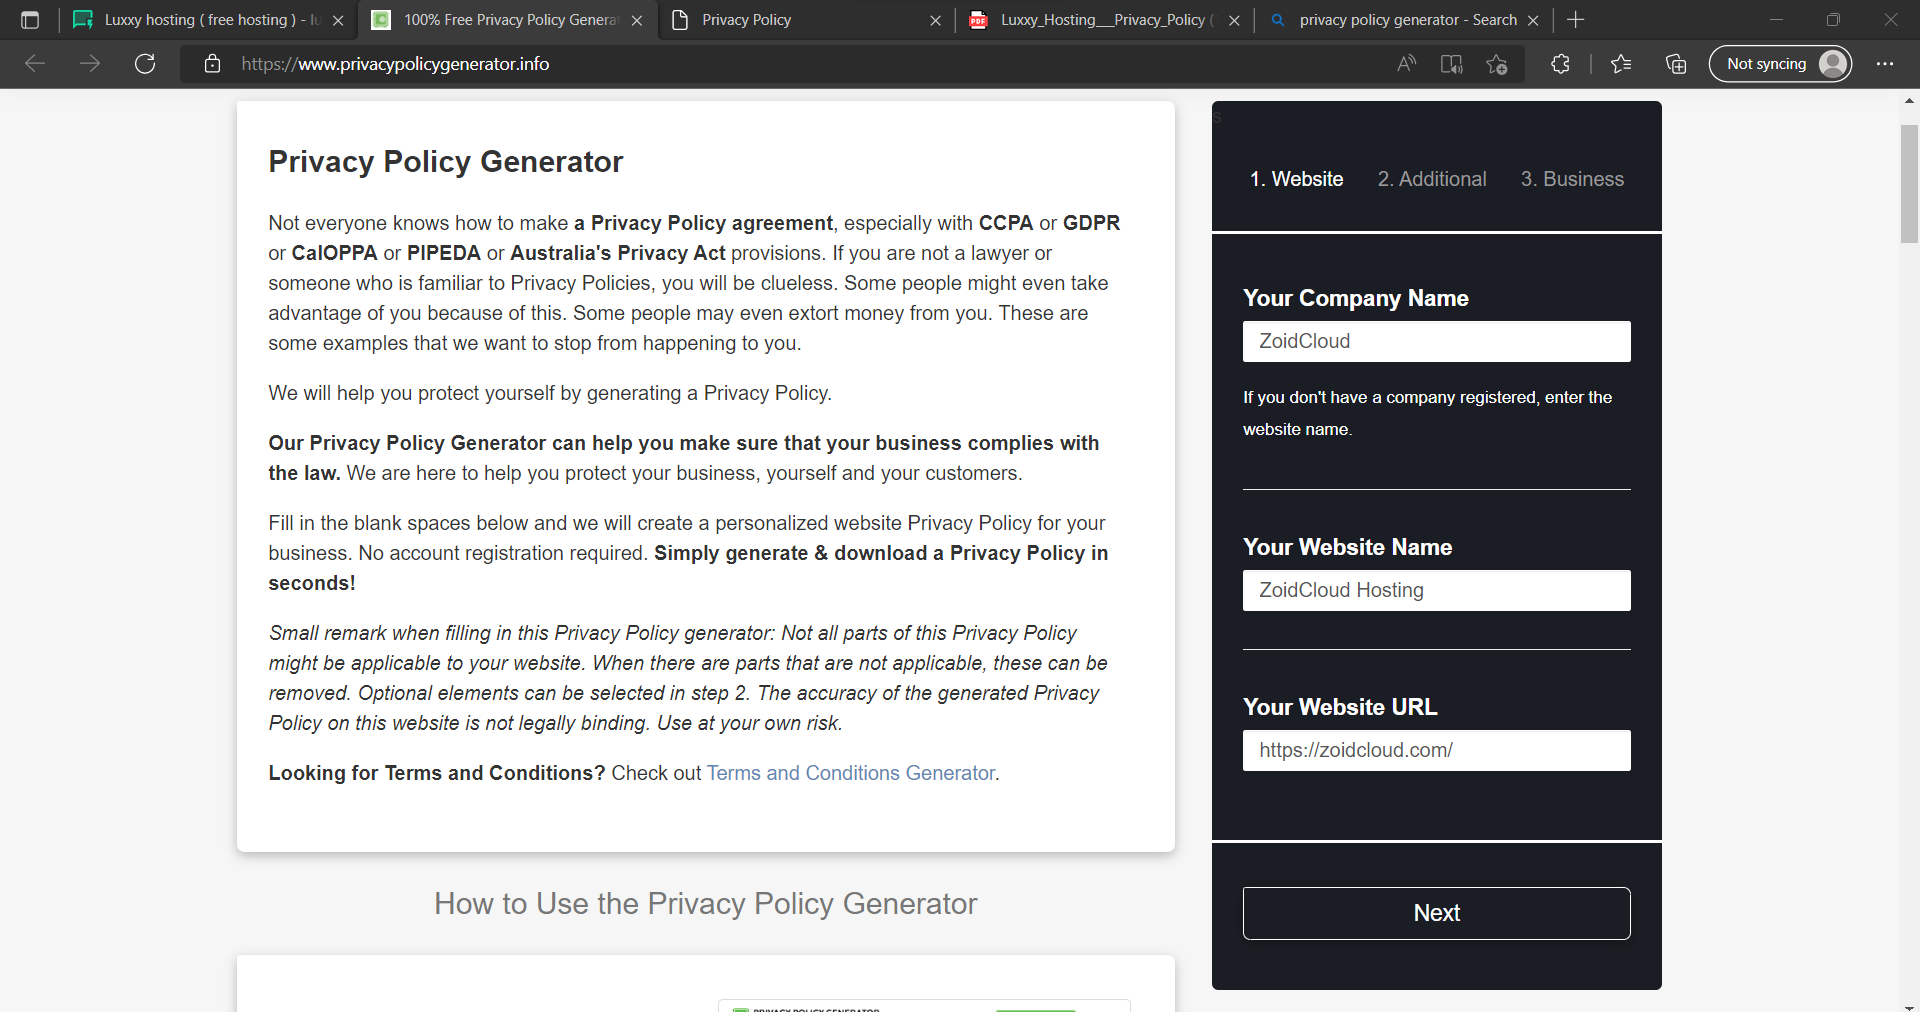 Luxxy hosting ( free hosting ) - lu
100% Free Privacy Policy Genera
Privacy Policy
Luxxy_Hosting__Privacy_Policy (
privacy policy generator - Search
https://www.privacypolicygenerator.info
Not syncing
Privacy Policy Generator
Not everyone knows how to make a Privacy Policy agreement, especially with CCPA or GDPR
or CalOPPA or PIPEDA or Australia's Privacy Act provisions. If you are not a lawyer or
someone who is familiar to Privacy Policies, you will be clueless. Some people might even take
advantage of you because of this. Some people may even extort money from you. These are
some examples that we want to stop from happening to you.
We will help you protect yourself by generating a Privacy Policy.
Our Privacy Policy Generator can help you make sure that your business complies with
the law. We are here to help you protect your business, yourself and your customers.
Fill in the blank spaces below and we will create a personalized website Privacy Policy for your
business. No account registration required. Simply generate & download a Privacy Policy in
seconds!
Small remark when filling in this Privacy Policy generator: Not all parts of this Privacy Policy
might be applicable to your website. When there are parts that are not applicable, these can be
removed. Optional elements can be selected in step 2. The accuracy of the generated Privacy
Policy on this website is not legally binding. Use at your own risk.
Looking for Terms and Conditions? Check out Terms and Conditions Generator.
How to Use the Privacy Policy Generator
PRIVACY POLICY GENERATOR
s
1. Website 2. Additional 3. Business
Your Company Name
ZoidCloud
If you don't have a company registered, enter the
website name.
Your Website Name
ZoidCloud Hosting
Your Website URL
https://zoidcloud.com/
Next